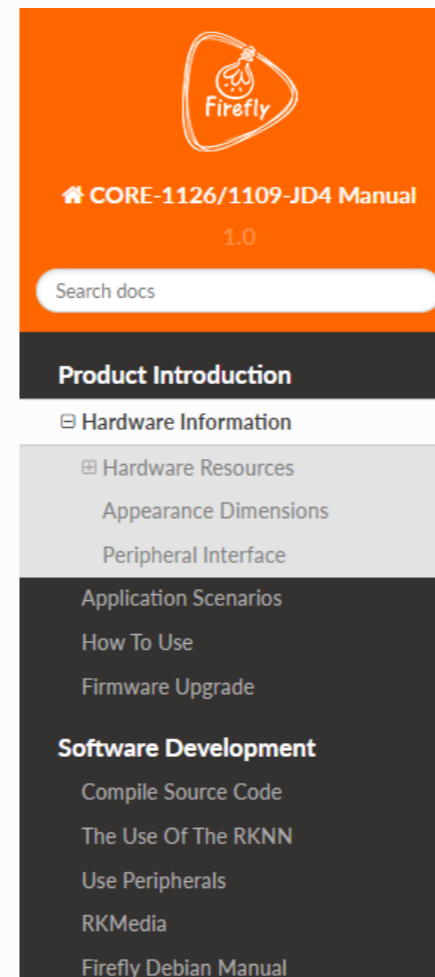 Firefly
CORE-1126/1109-JD4 Manual
1.0
Search docs
Product Introduction
Hardware Information
Hardware Resources
Appearance Dimensions
Peripheral Interface
Application Scenarios
How To Use
Firmware Upgrade
Software Development
Compile Source Code
The Use Of The RKNN
Use Peripherals
RKMedia
Firefly Debian Manual